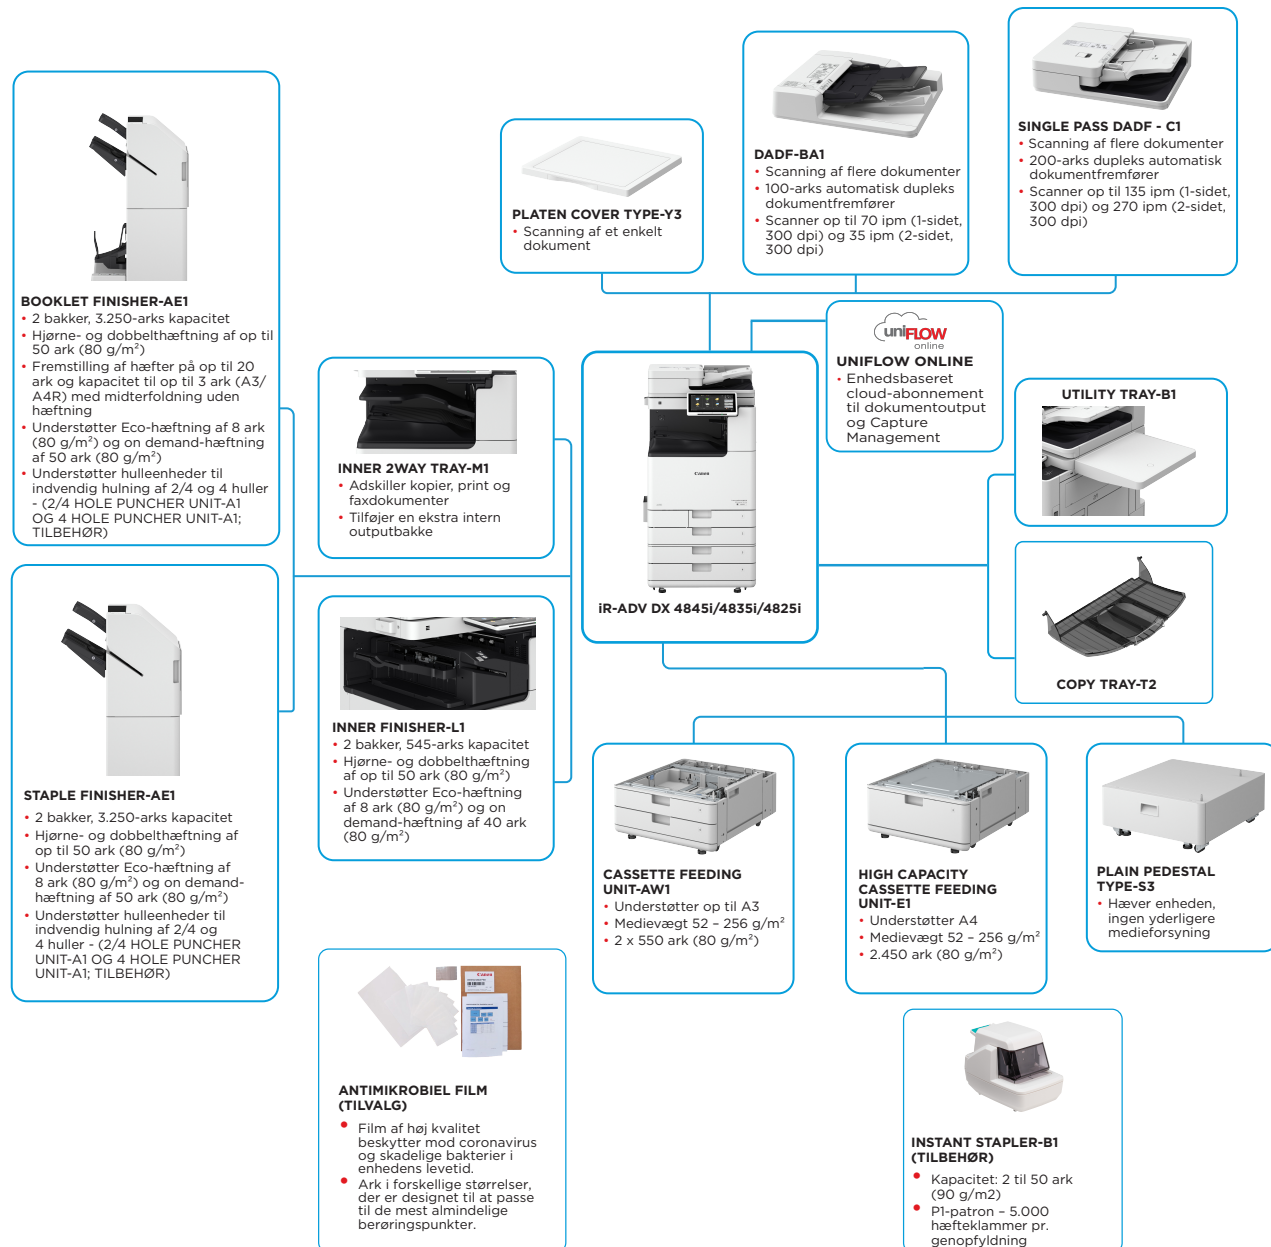 SINGLE PASS DADF - C1
• Scanning af flere dokumenter
• 200-arks dupleks automatisk
dokumentfremfører
• Scanner op til 135 ipm (1-sidet,
300 dpi) og 270 ipm (2-sidet,
300 dpi)
DADF-BA1
• Scanning af flere dokumenter
• 100-arks automatisk dupleks
dokumentfremfører
• Scanner op til 70 ipm (1-sidet,
300 dpi) og 35 ipm (2-sidet,
300 dpi)
PLATEN COVER TYPE-Y3
• Scanning af et enkelt
dokument
BOOKLET FINISHER-AE1
• 2 bakker, 3.250-arks kapacitet
• Hjørne- og dobbelthæftning af op til
50 ark (80 g/m²)
• Fremstilling af hæfter på op til 20
ark og kapacitet til op til 3 ark (A3/
A4R) med midterfoldning uden
hæftning
• Understøtter Eco-hæftning af 8 ark
(80 g/m²) og on demand-hæftning
af 50 ark (80 g/m²)
• Understøtter hulleenheder til
indvendig hulning af 2/4 og 4 huller
- (2/4 HOLE PUNCHER UNIT-A1
OG 4 HOLE PUNCHER UNIT-A1;
TILBEHØR)
uniFLOW
online
UNIFLOW ONLINE
• Enhedsbaseret
cloud-abonnement
til dokumentoutput
og Capture
Management
INNER 2WAY TRAY-M1
• Adskiller kopier, print og
faxdokumenter
• Tilføjer en ekstra intern
outputbakke
Canon
iR-ADV DX 4845i/4835i/4825i
UTILITY TRAY-B1
COPY TRAY-T2
STAPLE FINISHER-AE1
• 2 bakker, 3.250-arks kapacitet
• Hjørne- og dobbelthæftning af
op til 50 ark (80 g/m²)
• Understøtter Eco-hæftning af
8 ark (80 g/m²) og on demand-
hæftning af 50 ark (80 g/m²)
• Understøtter hulleenheder til
indvendig hulning af 2/4 og
4 huller - (2/4 HOLE PUNCHER
UNIT-A1 OG 4 HOLE PUNCHER
UNIT-A1; TILBEHØR)
INNER FINISHER-L1
• 2 bakker, 545-arks kapacitet
• Hjørne- og dobbelthæftning
af op til 50 ark (80 g/m²)
• Understøtter Eco-hæftning
af 8 ark (80 g/m²) og on
demand-hæftning af 40 ark
(80 g/m²)
CASSETTE FEEDING
UNIT-AW1
• Understøtter op til A3
• Medievægt 52 – 256 g/m²
• 2 x 550 ark (80 g/m²)
HIGH CAPACITY
CASSETTE FEEDING
UNIT-E1
• Understøtter A4
• Medievægt 52 – 256 g/m²
• 2.450 ark (80 g/m²)
PLAIN PEDESTAL
TYPE-S3
• Hæver enheden,
ingen yderligere
medieforsyning
Canon
ANTIMIKROBIEL FILM
(TILVALG)
• Film af høj kvalitet
beskytter mod coronavirus
og skadelige bakterier i
enhedens levetid.
• Ark i forskellige størrelser,
der er designet til at passe
til de mest almindelige
berøringspunkter.
INSTANT STAPLER-B1
(TILBEHØR)
• Kapacitet: 2 til 50 ark
(90 g/m2)
• P1-patron – 5.000
hæfteklammer pr.
genopfyldning